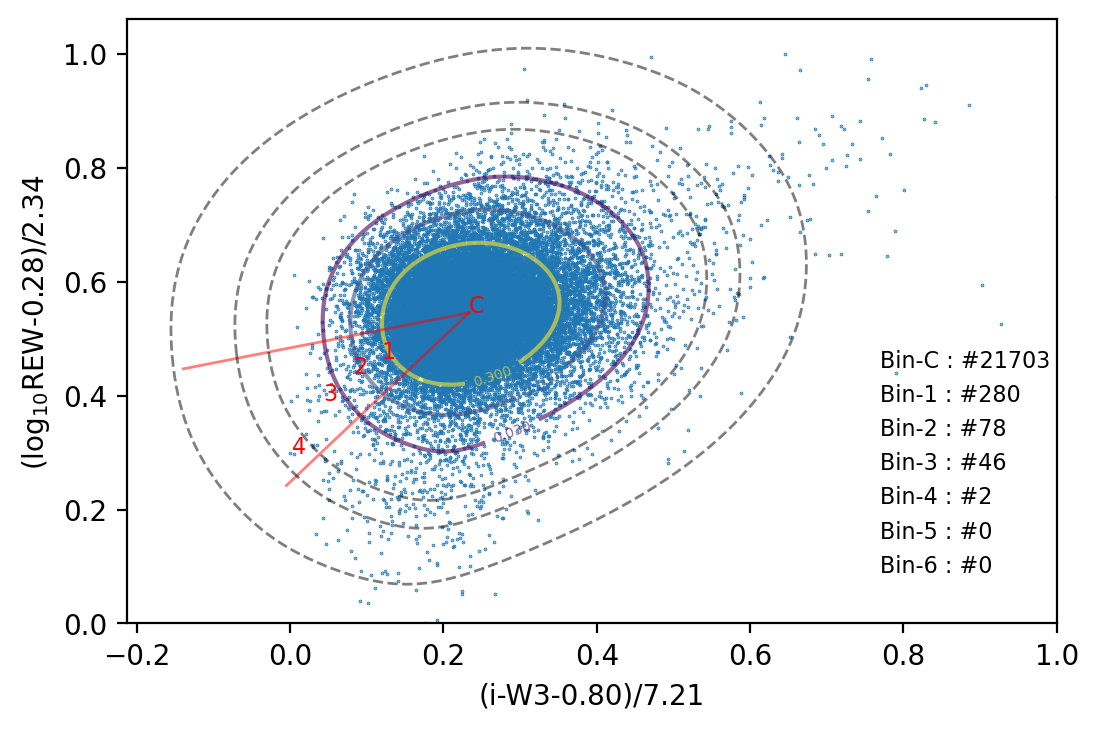 1.0
0.8
0.6
0.4
0.2
0.0
(log₁₀REW-0.28)/2.34
C
1
2
3
4
0.300
Bin-C : #21703
Bin-1 : #280
Bin-2 : #78
Bin-3 : #46
Bin-4 : #2
Bin-5 : #0
Bin-6 : #0
−0.2 0.0 0.2 0.4 0.6 0.8 1.0
(i-W3-0.80)/7.21